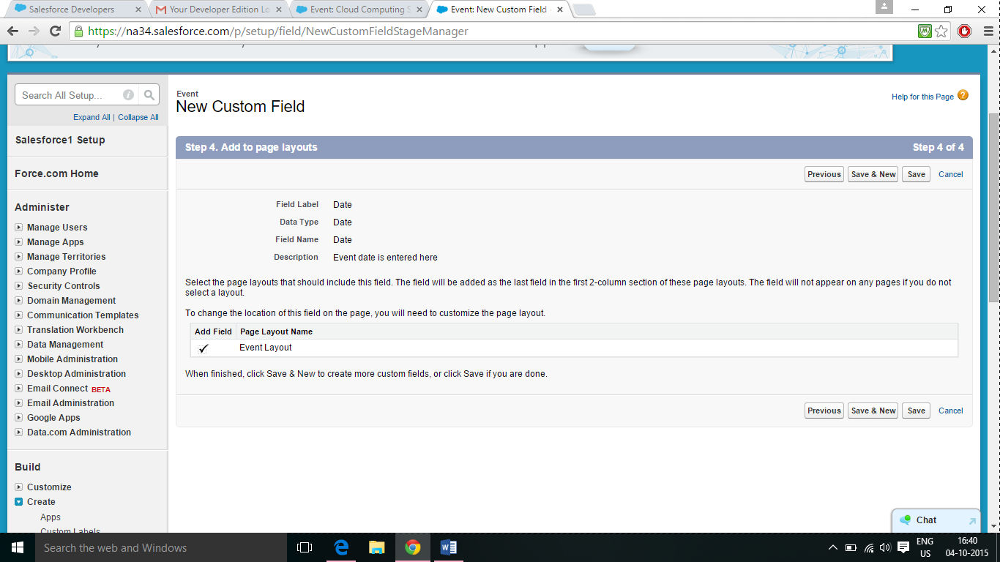 Salesforce Developers
Your Developer Edition Lo
Event: Cloud Computing S
Event: New Custom Field
https://na34.salesforce.com/p/setup/field/NewCustomFieldStageManager
Search All Setup...
Expand All | Collapse All
Salesforce1 Setup
Force.com Home
Administer
Manage Users
Manage Apps
Manage Territories
Company Profile
Security Controls
Domain Management
Communication Templates
Translation Workbench
Data Management
Mobile Administration
Desktop Administration
Email Connect BETA
Email Administration
Google Apps
Data.com Administration
Build
Customize
Create
Apps
Custom Labels
Event
New Custom Field
Help for this Page
Step 4. Add to page layouts
Step 4 of 4
Previous Save & New Save Cancel
Field Label Date
Data Type Date
Field Name Date
Description Event date is entered here
Select the page layouts that should include this field. The field will be added as the last field in the first 2-column section of these page layouts. The field will not appear on any pages if you do not
select a layout.
To change the location of this field on the page, you will need to customize the page layout.
Add Field Page Layout Name
Event Layout
When finished, click Save & New to create more custom fields, or click Save if you are done.
Previous Save & New Save Cancel
Chat
Search the web and Windows
ENG
US
16:40
04-10-2015